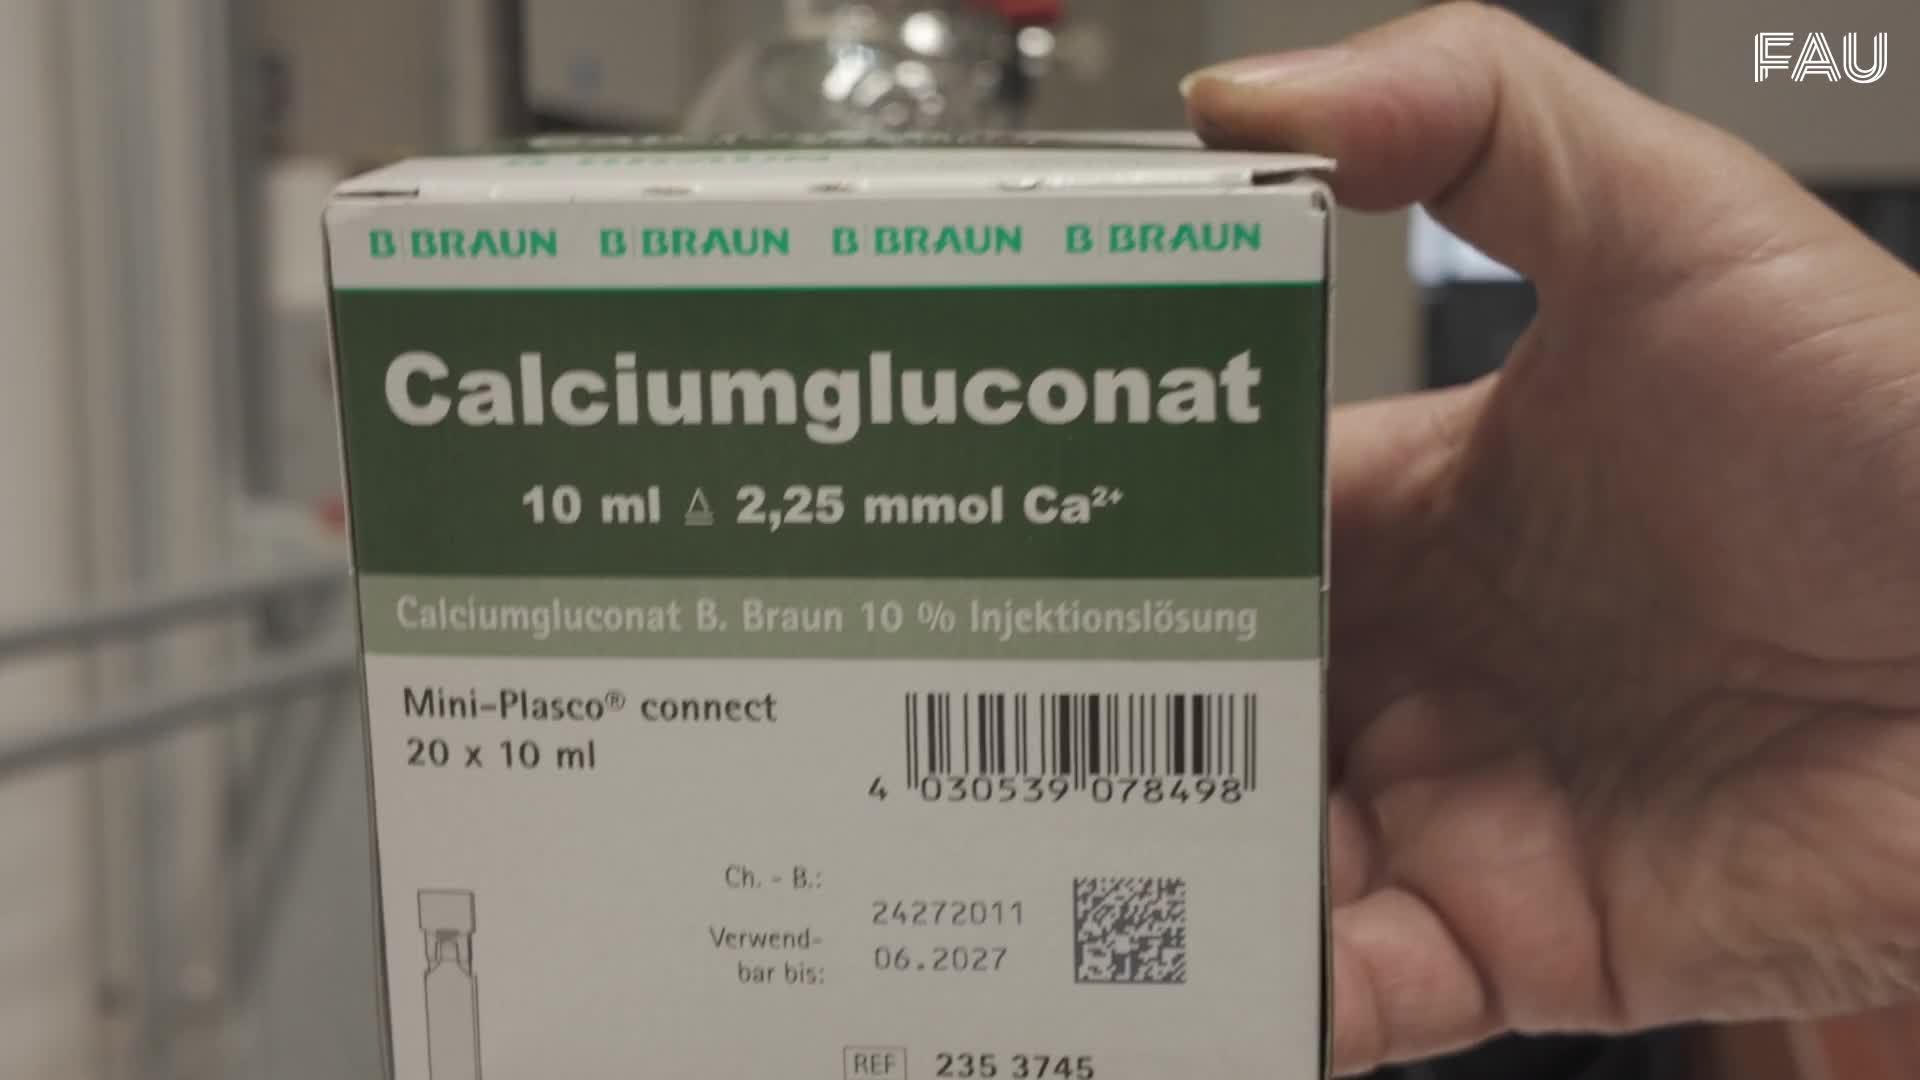 FAU
B BRAUN B BRAUN B BRAUN B BRAUN
Calciumgluconat
10 ml ≙ 2,25 mmol Ca²⁺
Calciumgluconat B. Braun 10 % Injektionslösung
Mini-Plasco® connect
20 x 10 ml
4 030539 078498
Ch. - B.:
24272011
Verwend-
bar bis:
06.2027
REF 235 3745